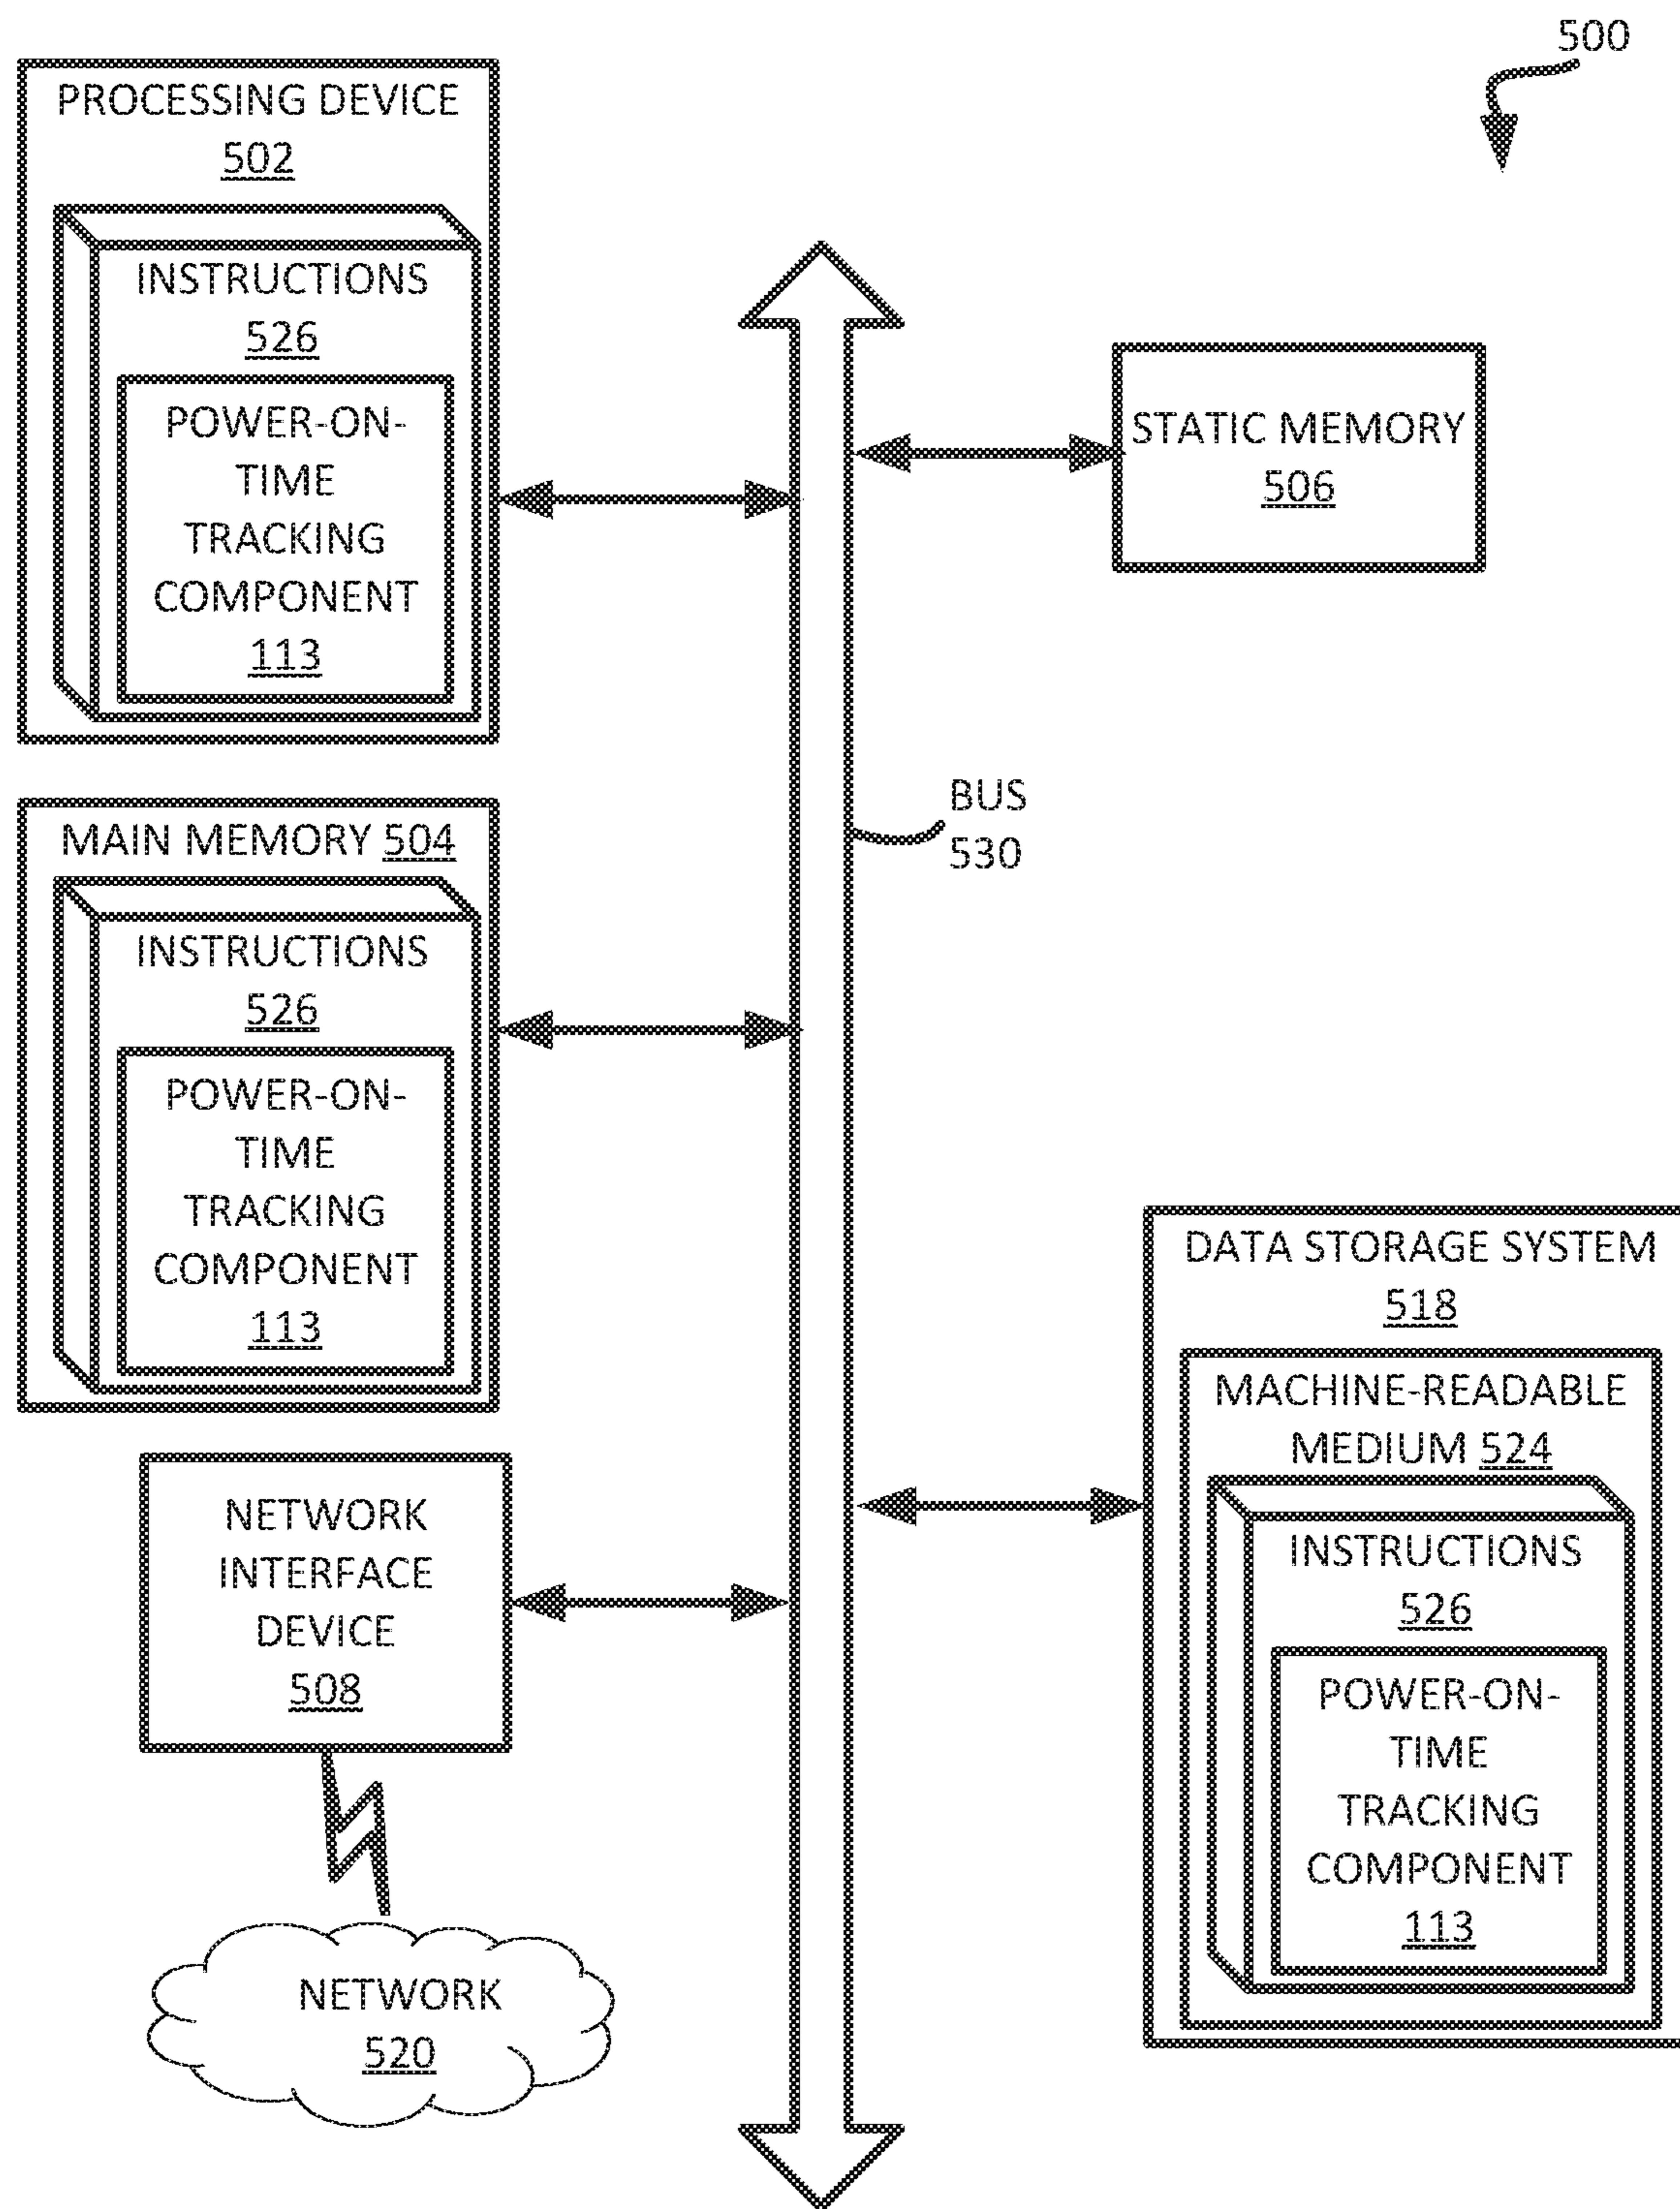 500
PROCESSING DEVICE
502
INSTRUCTIONS
526
POWER-ON-
TIME
TRACKING
COMPONENT
113
STATIC MEMORY
506
BUS
530
MAIN MEMORY 504
INSTRUCTIONS
526
POWER-ON-
TIME
TRACKING
COMPONENT
113
DATA STORAGE SYSTEM
518
MACHINE-READABLE
MEDIUM 524
INSTRUCTIONS
526
POWER-ON-
TIME
TRACKING
COMPONENT
113
NETWORK
INTERFACE
DEVICE
508
NETWORK
520